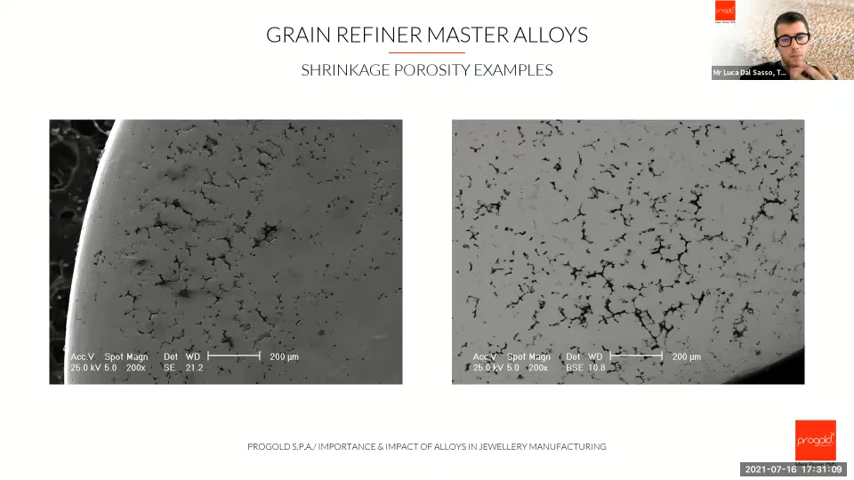 GRAIN REFINER MASTER ALLOYS
SHRINKAGE POROSITY EXAMPLES
progold
Mr Luca Dal Sasso, T...
Acc.V Spot Magn Det WD 200 µm
25.0 kV 5.0 200x SE 21.2
Acc.V Spot Magn Det WD 200 µm
25.0 kV 5.0 200x BSE 10.8
PROGOLD S.P.A./ IMPORTANCE & IMPACT OF ALLOYS IN JEWELLERY MANUFACTURING
progold
2021-07-16 17:31:09